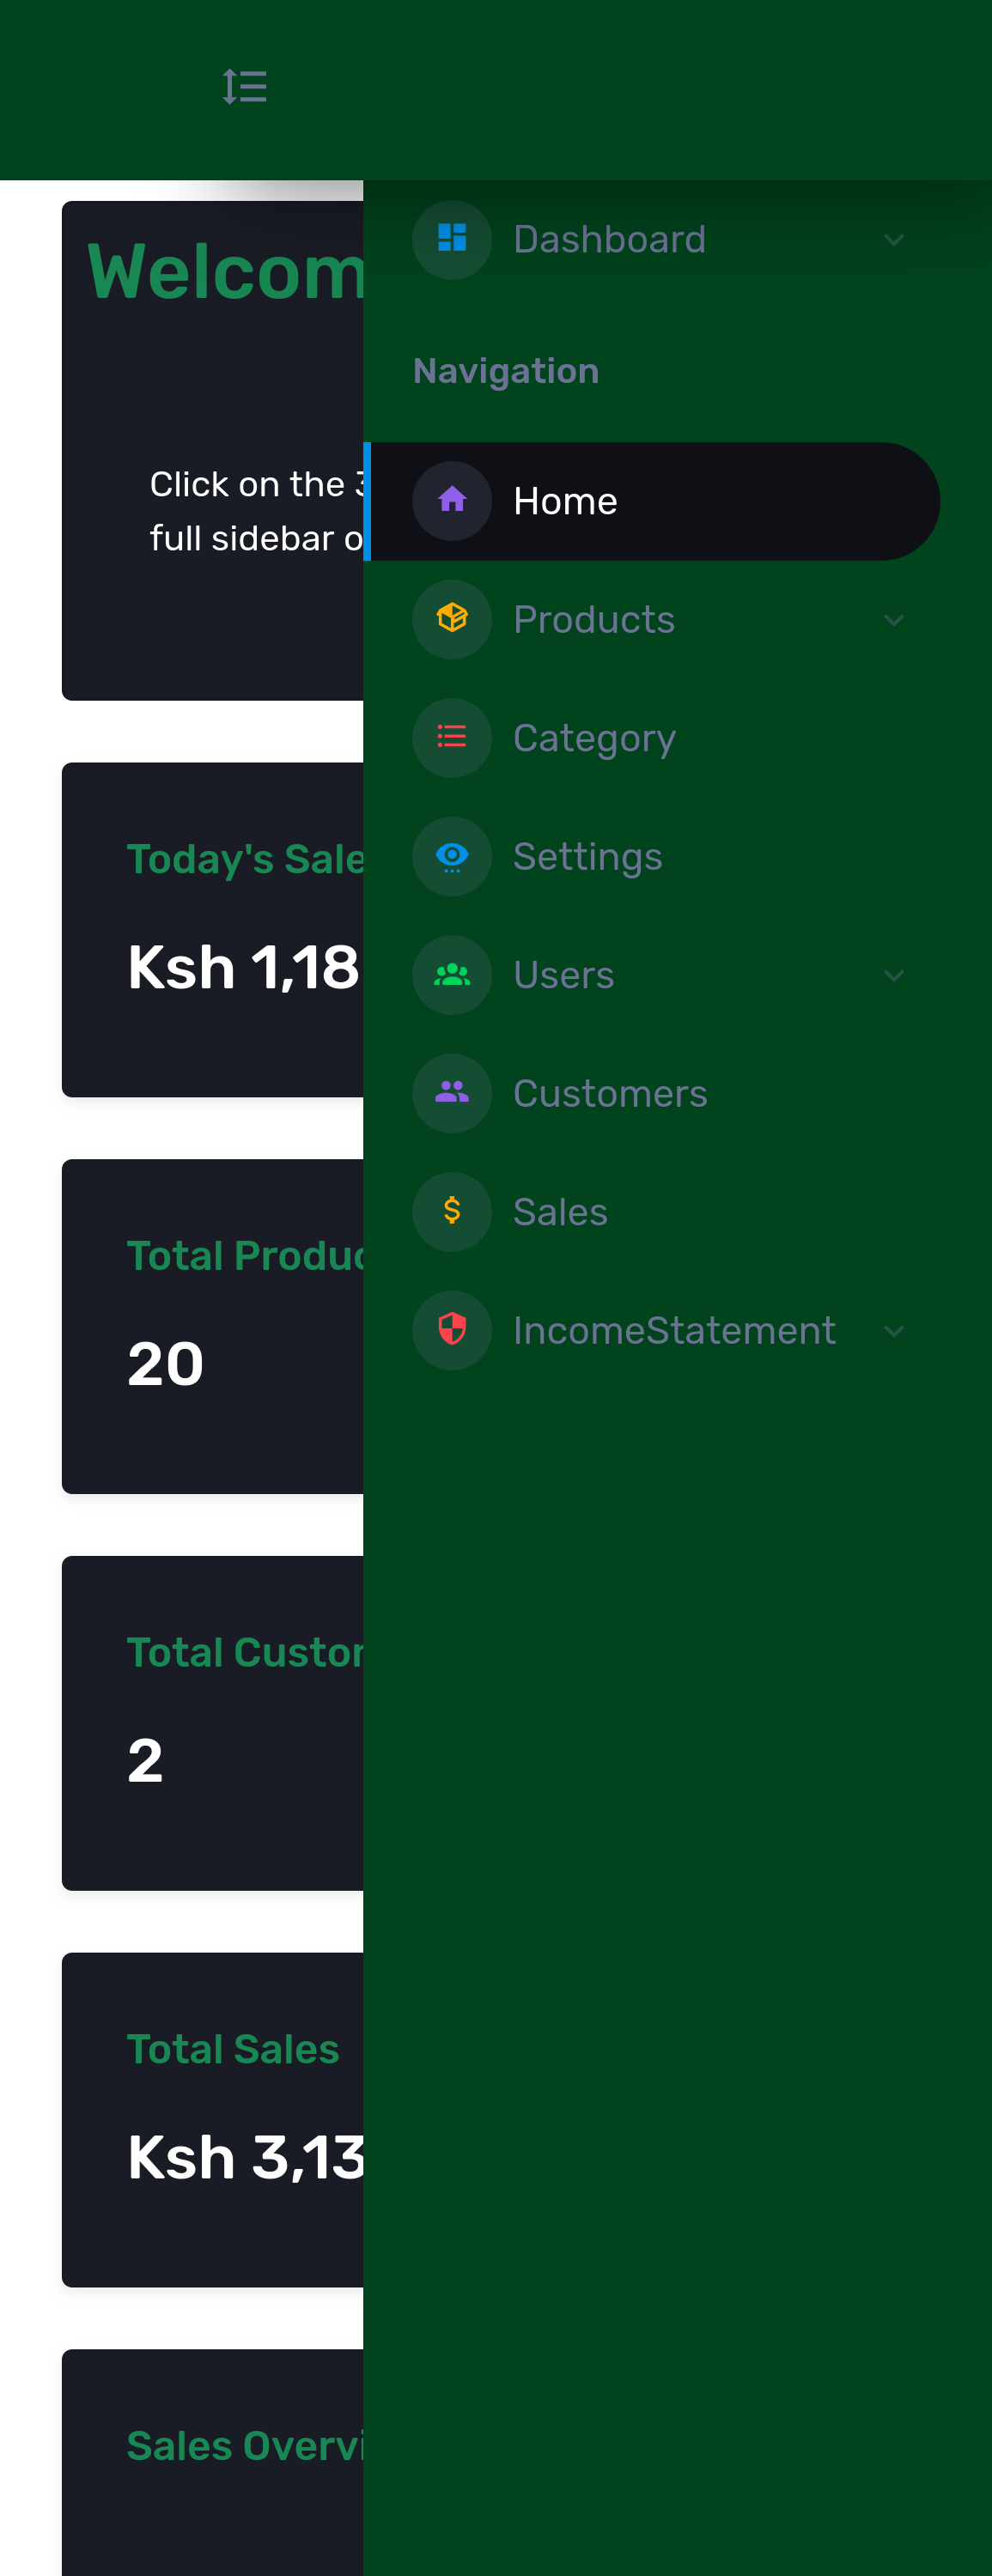 Welcom
Click on the
full sidebar
Today's Sale
Ksh 1,18
Total Produc
20
Total Custor
2
Total Sales
Ksh 3,13
Sales Overvi
Dashboard
Navigation
Home
Products
Category
Settings
Users
Customers
Sales
IncomeStatement